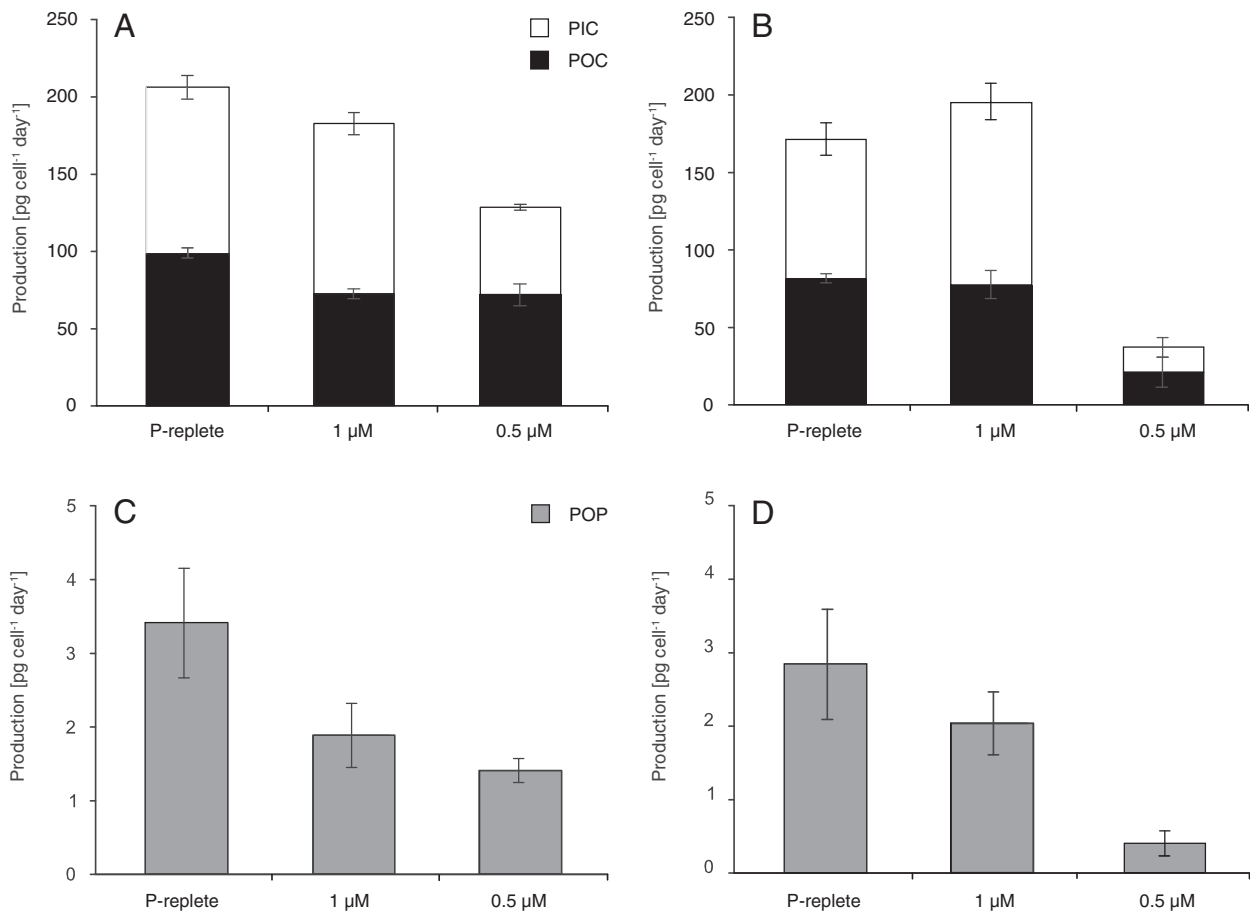 A
PIC
POC
Production [pg cell⁻¹ day⁻¹]
250
200
150
100
50
0
P-replete
1 µM
0.5 µM
B
Production [pg cell⁻¹ day⁻¹]
250
200
150
100
50
0
P-replete
1 µM
0.5 µM
C
POP
Production [pg cell⁻¹ day⁻¹]
5
4
3
2
1
0
P-replete
1 µM
0.5 µM
D
Production [pg cell⁻¹ day⁻¹]
5
4
3
2
1
0
P-replete
1 µM
0.5 µM